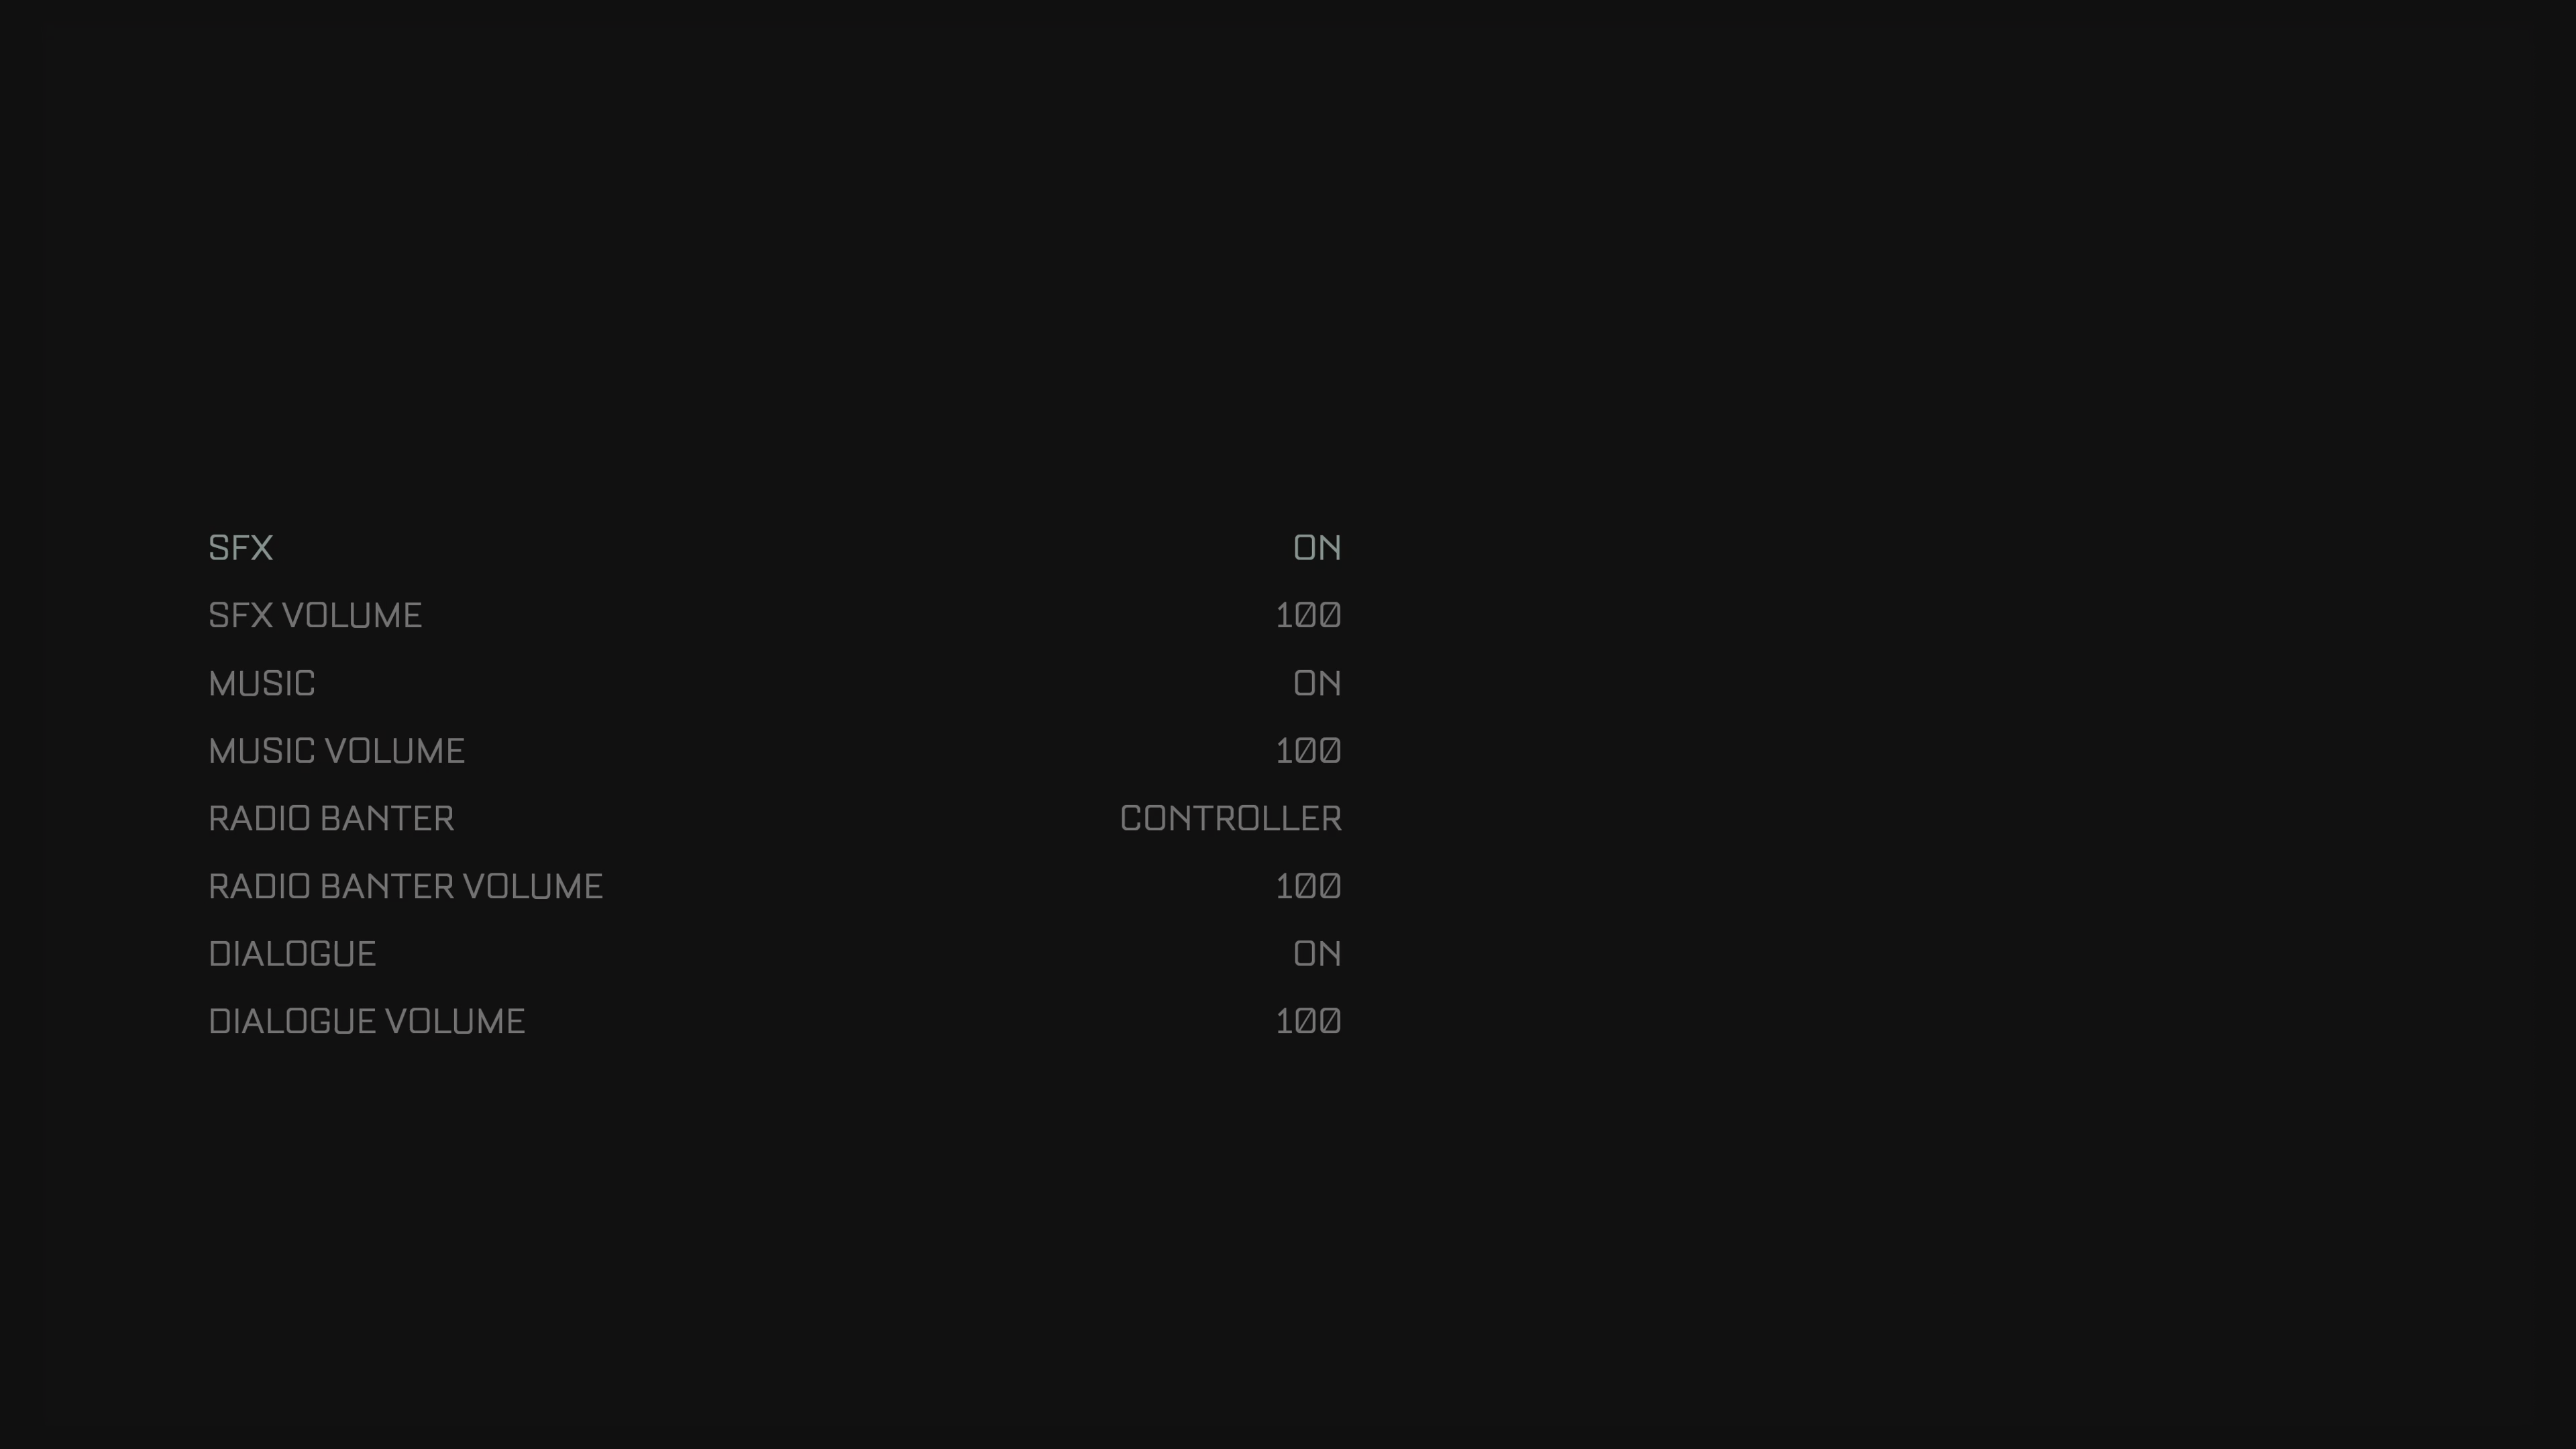 SFX ON
SFX VOLUME 100
MUSIC ON
MUSIC VOLUME 100
RADIO BANTER CONTROLLER
RADIO BANTER VOLUME 100
DIALOGUE ON
DIALOGUE VOLUME 100